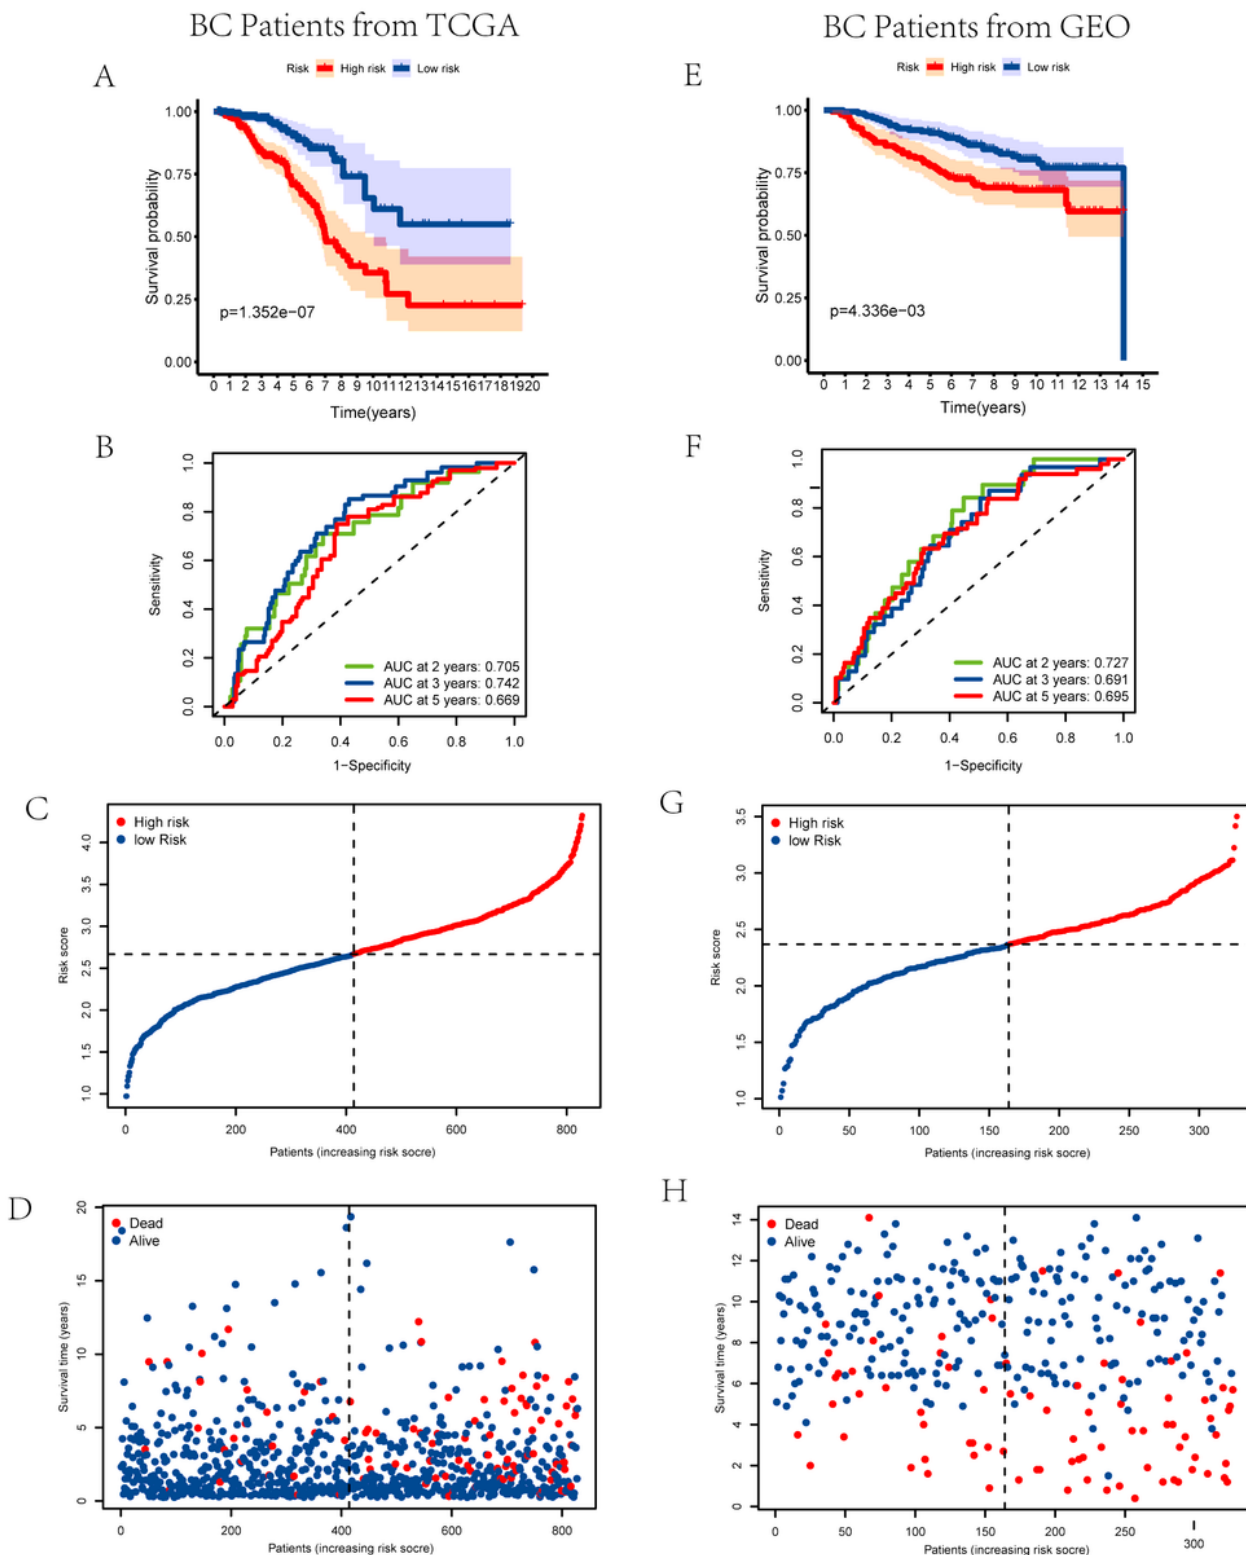 BC Patients from TCGA
A
Risk High risk Low risk
Survival probability
1.00
0.75
0.50
0.25
0.00
p=1.352e−07
0 1 2 3 4 5 6 7 8 9 10 11 12 13 14 15 16 17 18 19 20
Time(years)
B
Sensitivity
1.0
0.8
0.6
0.4
0.2
0.0
AUC at 2 years: 0.705
AUC at 3 years: 0.742
AUC at 5 years: 0.669
0.0 0.2 0.4 0.6 0.8 1.0
1−Specificity
C
High risk
low Risk
Risk score
4.0
3.5
3.0
2.5
2.0
1.5
1.0
0 200 400 600 800
Patients (increasing risk socre)
D
Dead
Alive
Survival time (years)
20
15
10
5
0
0 200 400 600 800
Patients (increasing risk socre)
BC Patients from GEO
E
Risk High risk Low risk
Survival probability
1.00
0.75
0.50
0.25
0.00
p=4.336e−03
0 1 2 3 4 5 6 7 8 9 10 11 12 13 14 15
Time(years)
F
Sensitivity
1.0
0.8
0.6
0.4
0.2
0.0
AUC at 2 years: 0.727
AUC at 3 years: 0.691
AUC at 5 years: 0.695
0.0 0.2 0.4 0.6 0.8 1.0
1−Specificity
G
High risk
low Risk
Risk score
3.5
3.0
2.5
2.0
1.5
1.0
0 50 100 150 200 250 300
Patients (increasing risk socre)
H
Dead
Alive
Survival time (years)
14
12
10
8
6
4
2
0
0 50 100 150 200 250 300
Patients (increasing risk socre)